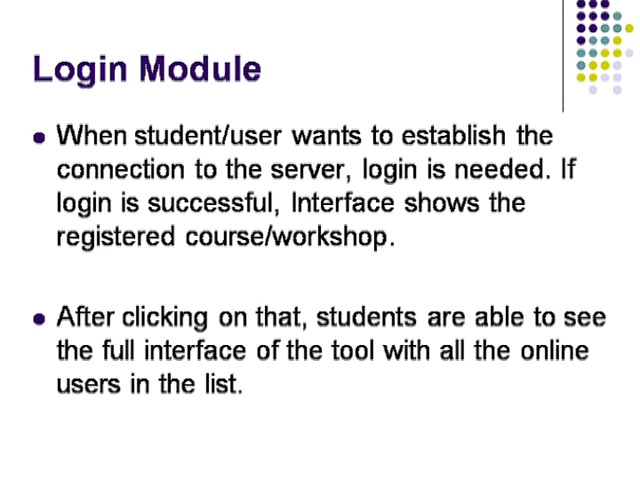 Login Module
When student/user wants to establish the
connection to the server, login is needed. If
login is successful, Interface shows the
registered course/workshop.
After clicking on that, students are able to see
the full interface of the tool with all the online
users in the list.